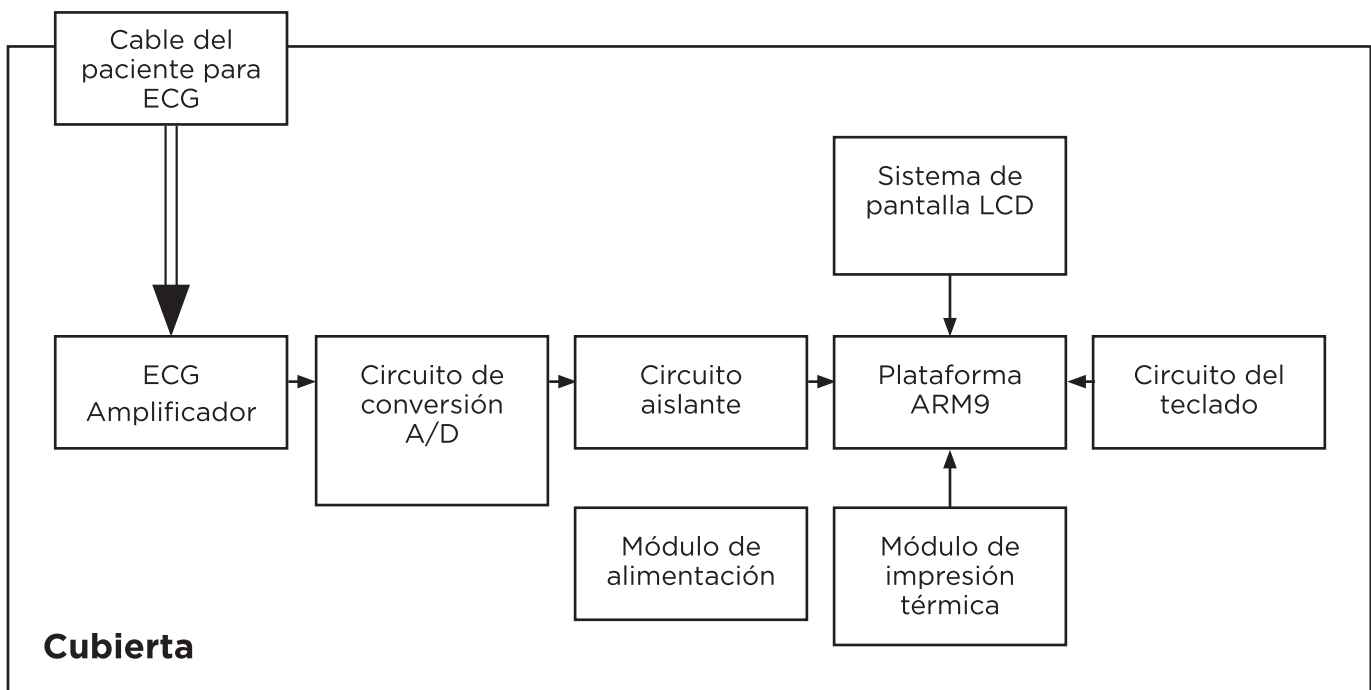 Cable del
paciente para
ECG
Sistema de
pantalla LCD
ECG
Amplificador
Circuito de
conversión
A/D
Circuito
aislante
Plataforma
ARM9
Circuito del
teclado
Módulo de
alimentación
Módulo de
impresión
térmica
Cubierta